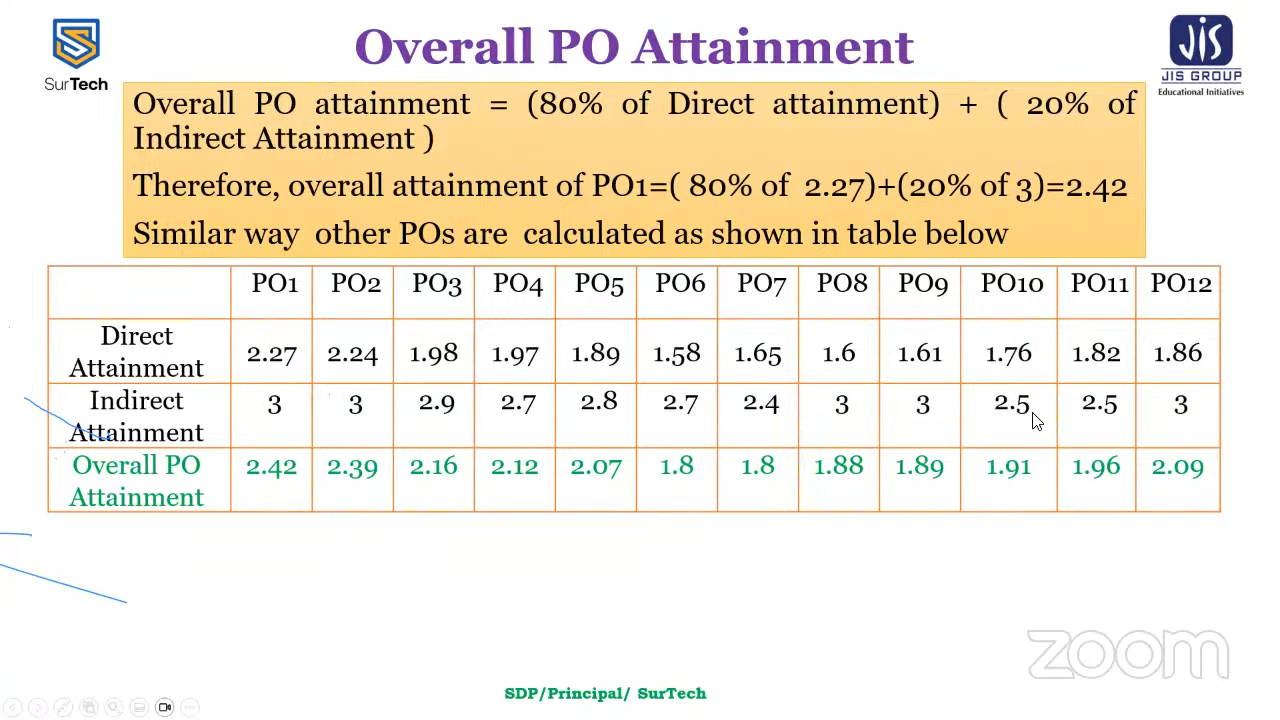 SurTech
Overall PO Attainment
JIS
JIS GROUP
Educational Initiatives
Overall PO attainment = (80% of Direct attainment) + ( 20% of
Indirect Attainment )
Therefore, overall attainment of PO1=( 80% of 2.27)+(20% of 3)=2.42
Similar way other POs are calculated as shown in table below
PO1 PO2 PO3 PO4 PO5 PO6 PO7 PO8 PO9 PO10 PO11 PO12
Direct
Attainment 2.27 2.24 1.98 1.97 1.89 1.58 1.65 1.6 1.61 1.76 1.82 1.86
Indirect 3 3 2.9 2.7 2.8 2.7 2.4 3 3 2.5 2.5 3
Attainment
Overall PO 2.42 2.39 2.16 2.12 2.07 1.8 1.8 1.88 1.89 1.91 1.96 2.09
Attainment
zoom
SDP/Principal/ SurTech